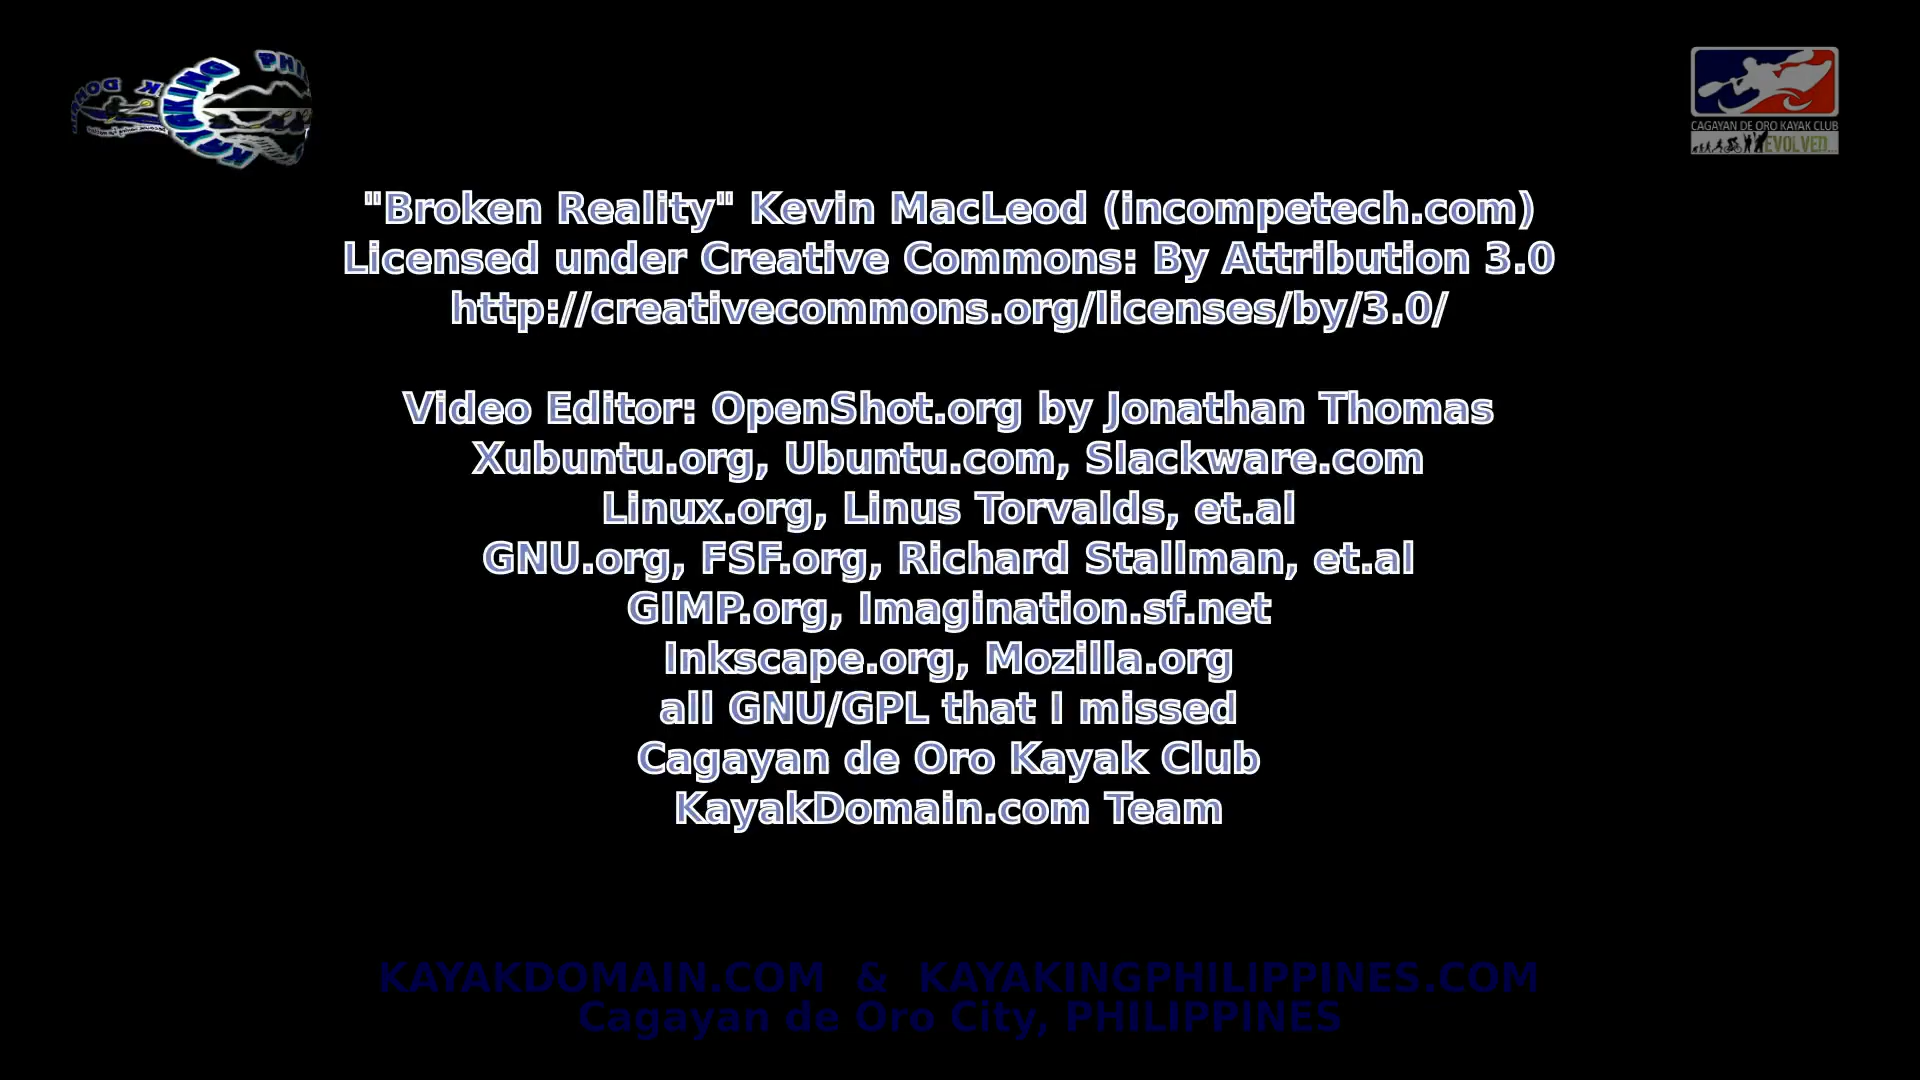 PHI
DOMA
K
KAYAKIND
CAGAYAN DE ORO KAYAK CLUB
EVOLVED...
"Broken Reality" Kevin MacLeod (incompetech.com)
Licensed under Creative Commons: By Attribution 3.0
http://creativecommons.org/licenses/by/3.0/
Video Editor: OpenShot.org by Jonathan Thomas
Xubuntu.org, Ubuntu.com, Slackware.com
Linux.org, Linus Torvalds, et.al
GNU.org, FSF.org, Richard Stallman, et.al
GIMP.org, Imagination.sf.net
Inkscape.org, Mozilla.org
all GNU/GPL that I missed
Cagayan de Oro Kayak Club
KayakDomain.com Team
KAYAKDOMAIN.COM & KAYAKINGPHILIPPINES.COM
Cagayan de Oro City, PHILIPPINES